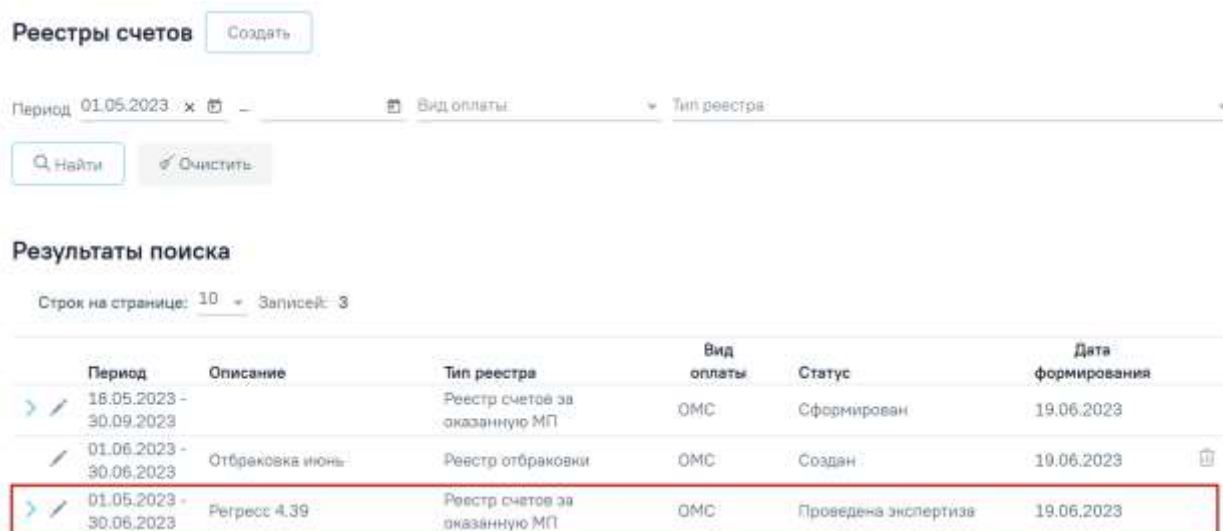 Реестры счетов Создать
Период 01.05.2023 × – Вид оплаты Тип реестра
Найти Очистить
Результаты поиска
Строк на странице: 10 Записей: 3
Вид Дата
Период Описание Тип реестра оплаты Статус формирования
18.05.2023 - Реестр счетов за
30.09.2023 оказанную МП ОМС Сформирован 19.06.2023
01.06.2023 -
30.06.2023 Отбраковка июнь Реестр отбраковки ОМС Создан 19.06.2023
01.05.2023 - Реестр счетов за
30.06.2023 Регресс 4.39 оказанную МП ОМС Проведена экспертиза 19.06.2023